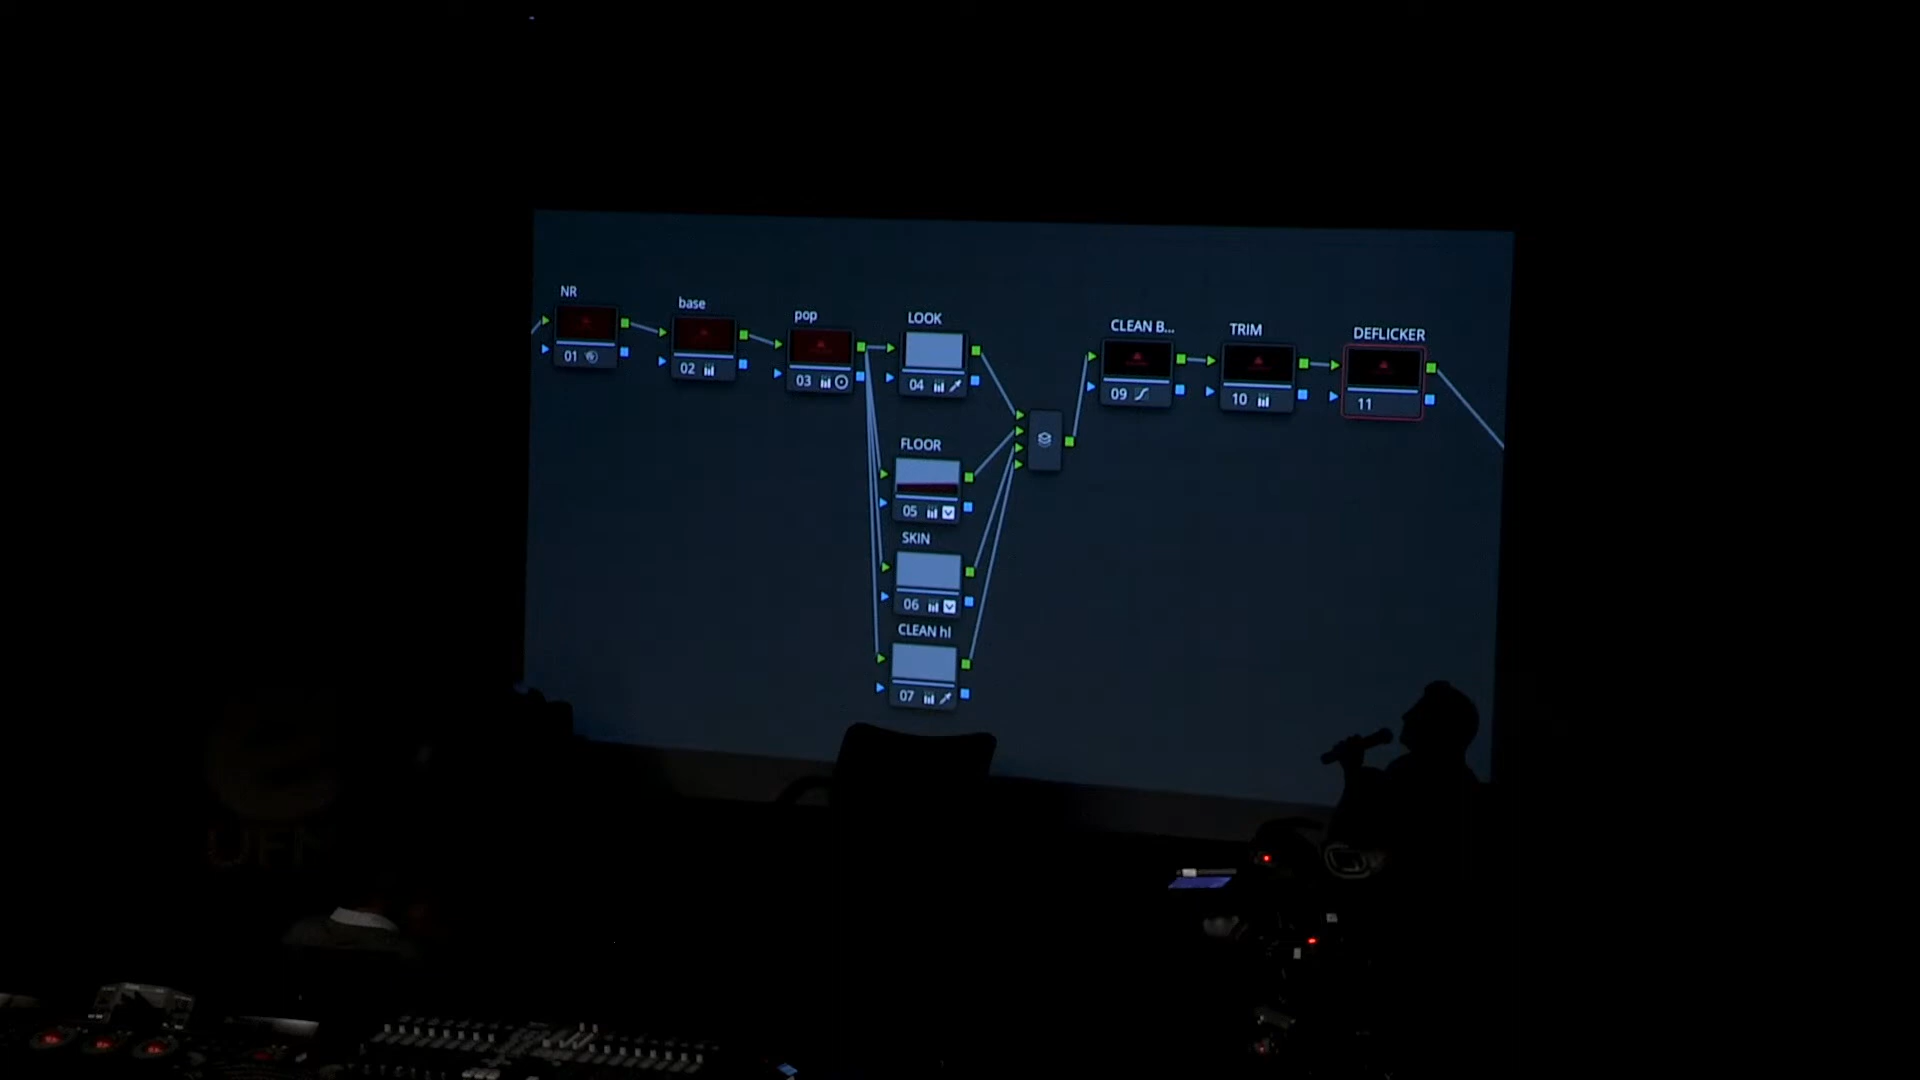 NR
01
base
02
pop
03
LOOK
04
FLOOR
05
SKIN
06
CLEAN hl
07
CLEAN B...
09
TRIM
10
DEFLICKER
11